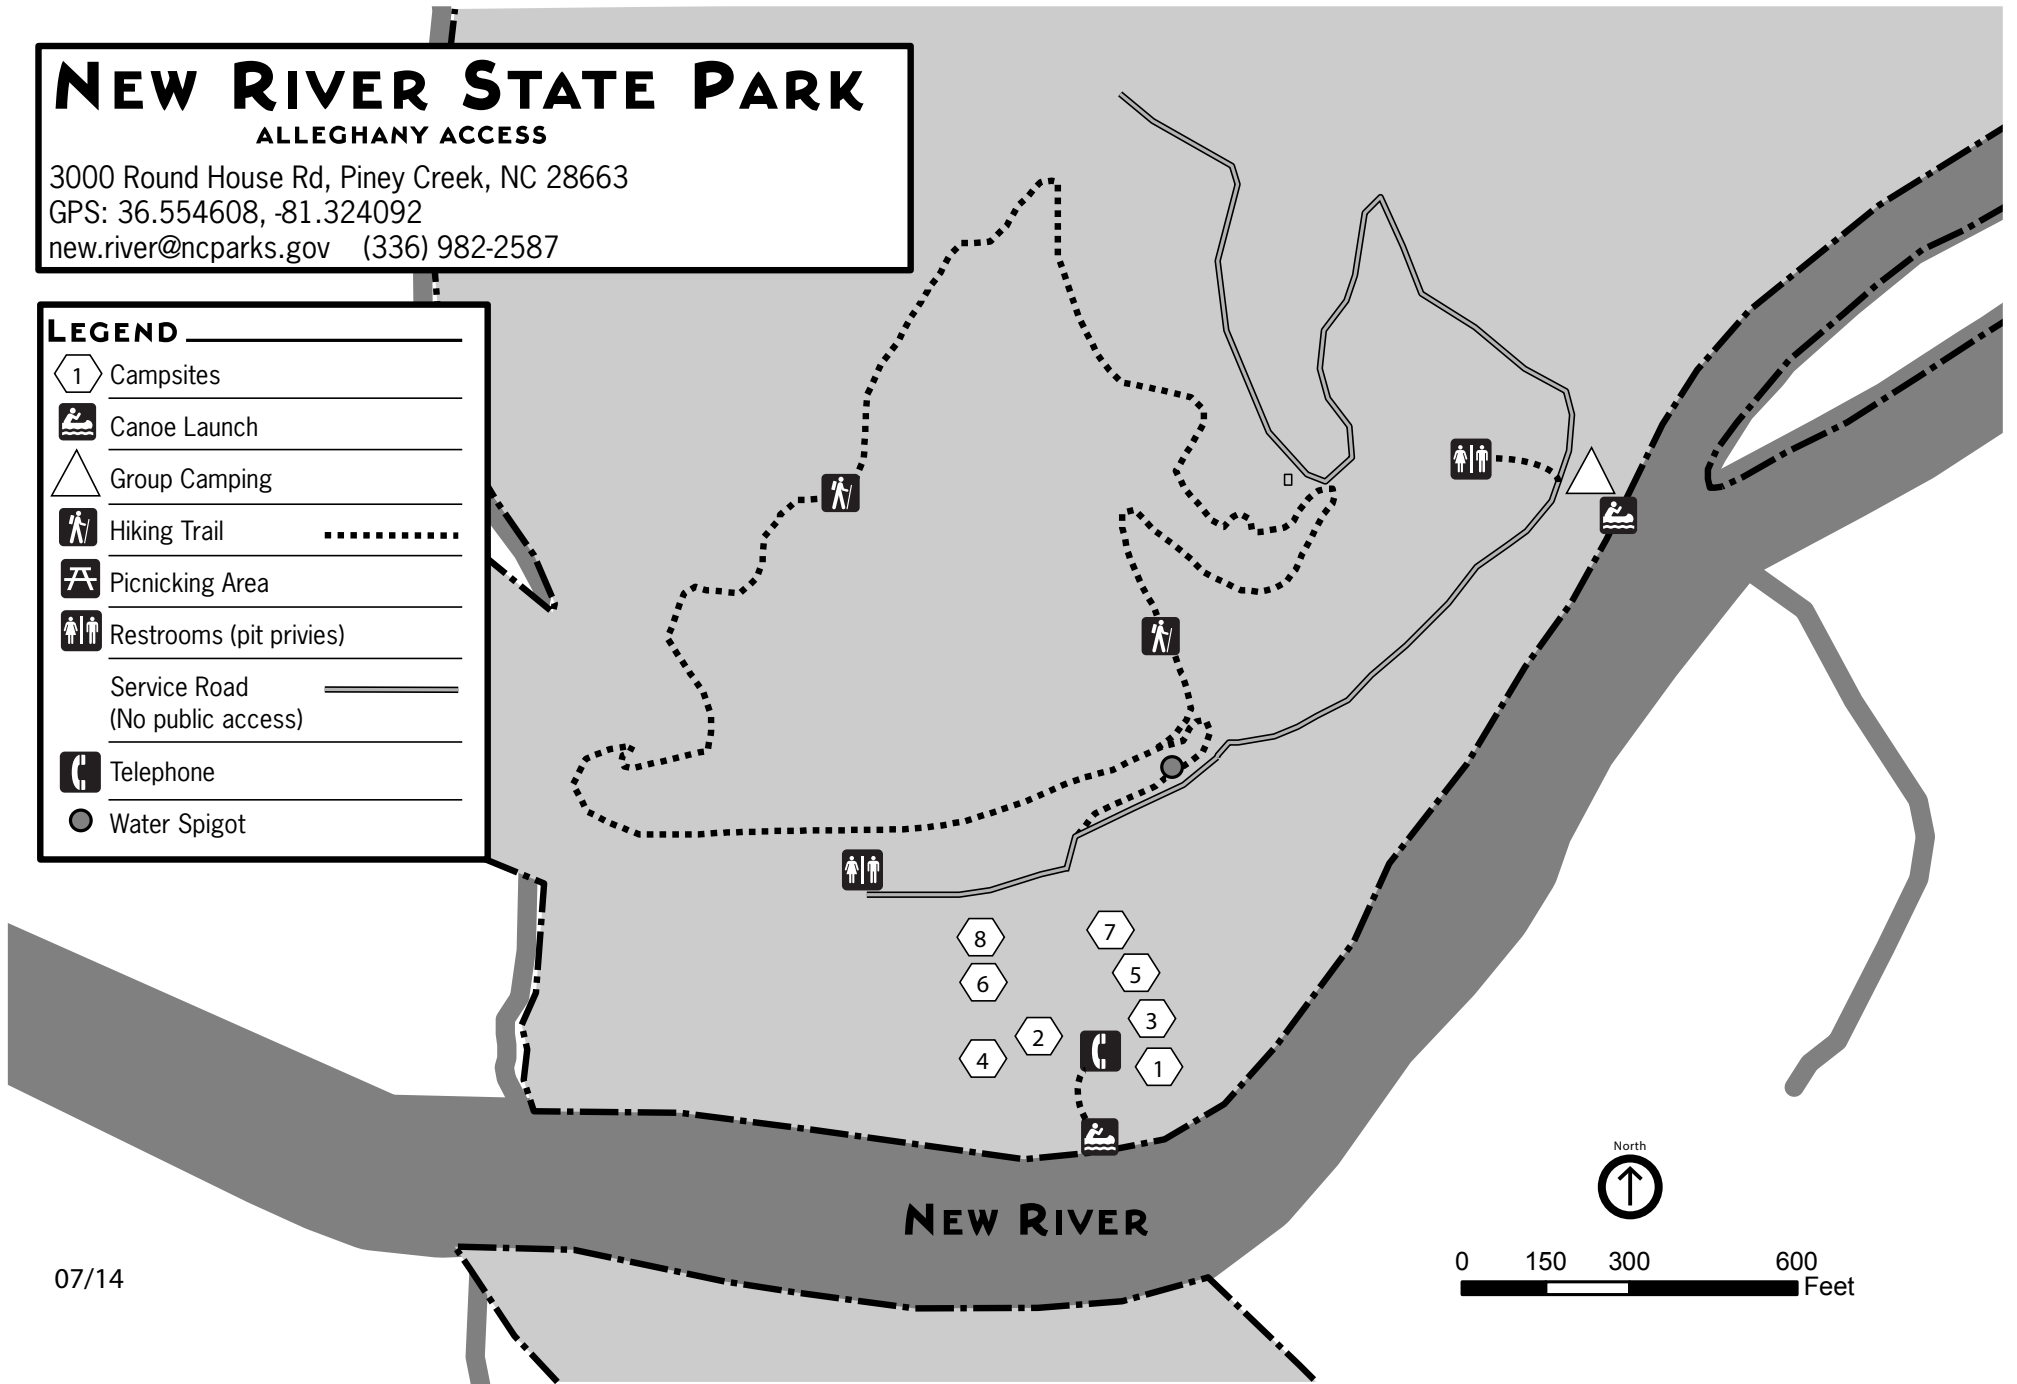 NEW RIVER STATE PARK
ALLEGHANY ACCESS
3000 Round House Rd, Piney Creek, NC 28663
GPS: 36.554608, -81.324092
new.river@ncparks.gov (336) 982-2587
LEGEND
1 Campsites
Canoe Launch
Group Camping
Hiking Trail
Picnicking Area
Restrooms (pit privies)
Service Road
(No public access)
Telephone
Water Spigot
8
7
6
5
3
2
4
1
NEW RIVER
North
0 150 300 600
Feet
07/14